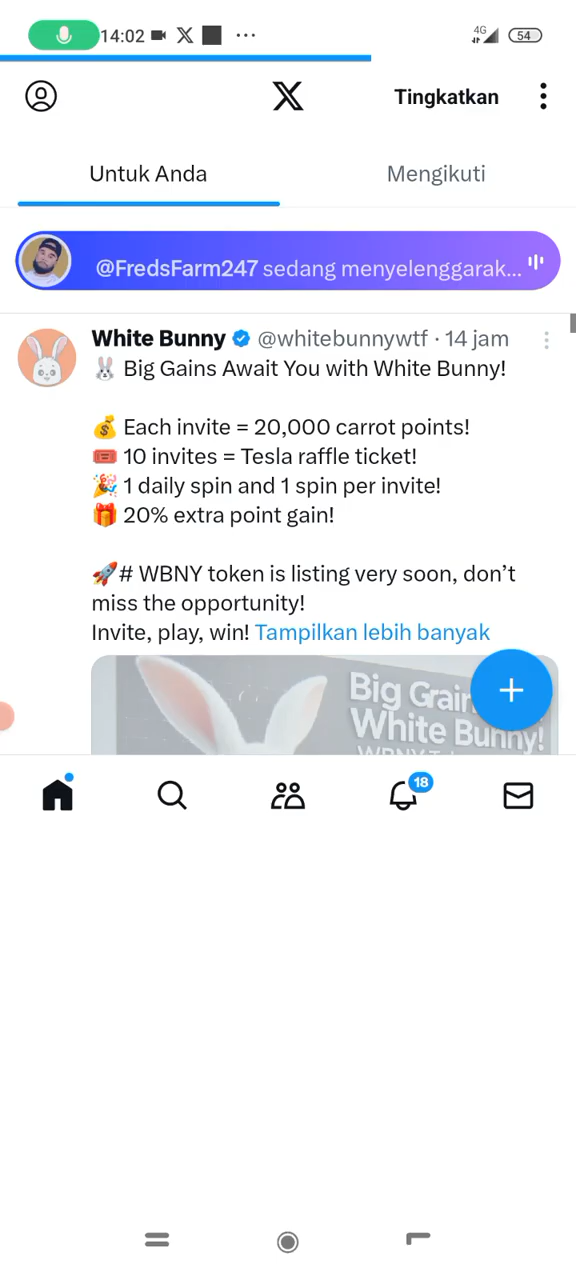 14:02 4G 54
Tingkatkan
Untuk Anda Mengikuti
@FredsFarm247 sedang menyelenggarak...
White Bunny @whitebunnywtf · 14 jam
🐰 Big Gains Await You with White Bunny!
💰 Each invite = 20,000 carrot points!
🎟️ 10 invites = Tesla raffle ticket!
🎉 1 daily spin and 1 spin per invite!
🎁 20% extra point gain!
🚀# WBNY token is listing very soon, don’t
miss the opportunity!
Invite, play, win! Tampilkan lebih banyak
Big Grain
White Bunny!
18